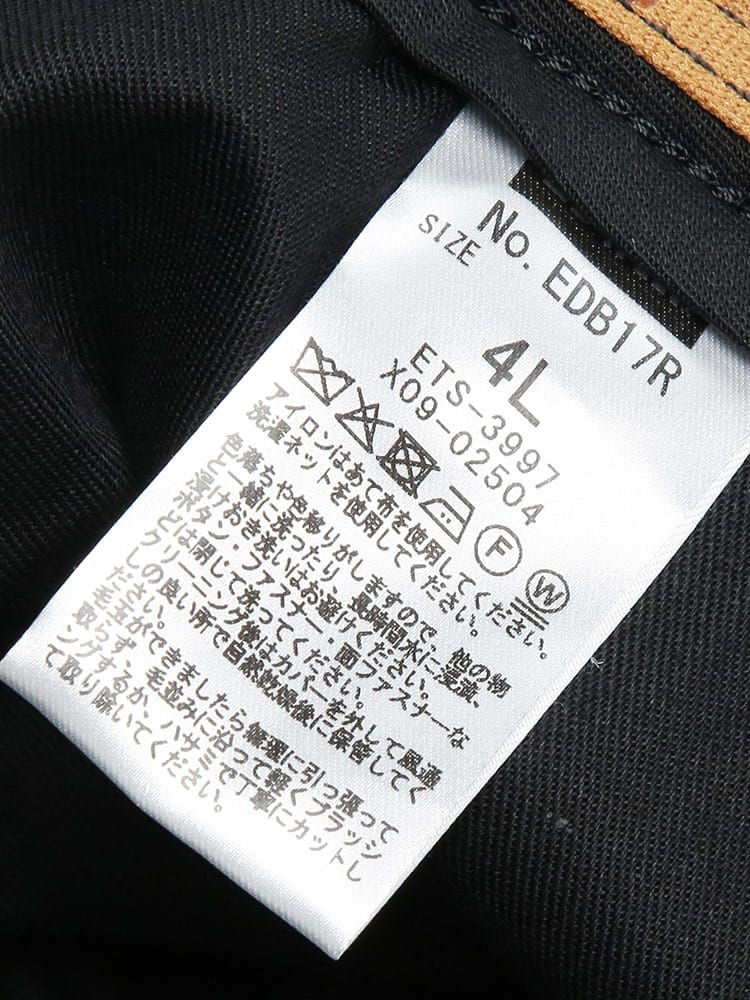 No. EDB17R
SIZE
4L
ETS-3997
X09-02504
F
W
アイロンはあて布を使用してください。
洗濯ネットを使用してください。
色落ちや色移りがしますので、他の物
と一緒に洗ったり、長時間水に浸漬、
溜けおき洗いはお避けください。
ボタン・ファスナー・面ファスナーな
どは閉じて洗ってください。
クリーニング後はカバーを外して風通
しの良い所で自然乾燥後に保管してく
ださい。
毛玉ができましたら無理に引っ張って
取らず、毛並みに沿って軽くブラッシ
ングするか、ハサミで丁寧にカットし
て取り除いてください。